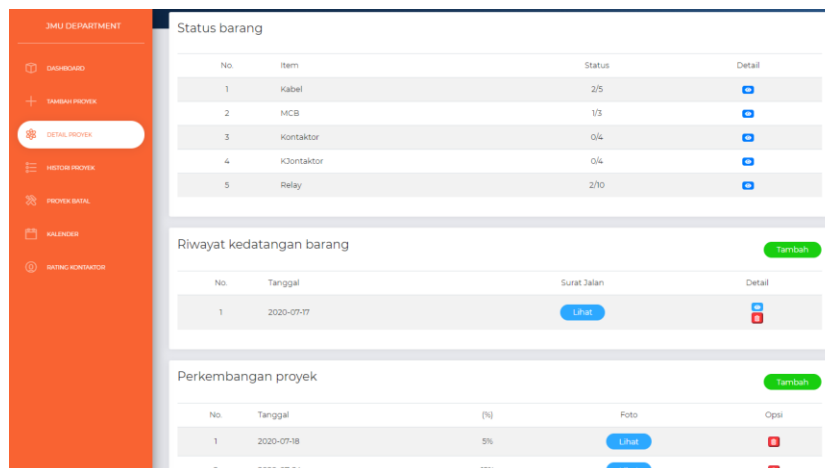 JMU DEPARTMENT
DASHBOARD
TAMBAH PROYEK
DETAIL PROYEK
HISTORI PROYEK
PROYEK BATAL
KALENDER
RATING KONTAKTOR
Status barang
No. Item Status Detail
1 Kabel 2/5
2 MCB 1/3
3 Kontaktor 0/4
4 KJontaktor 0/4
5 Relay 2/10
Riwayat kedatangan barang Tambah
No. Tanggal Surat Jalan Detail
1 2020-07-17 Lihat
Perkembangan proyek Tambah
No. Tanggal (%) Foto Opsi
1 2020-07-18 5% Lihat